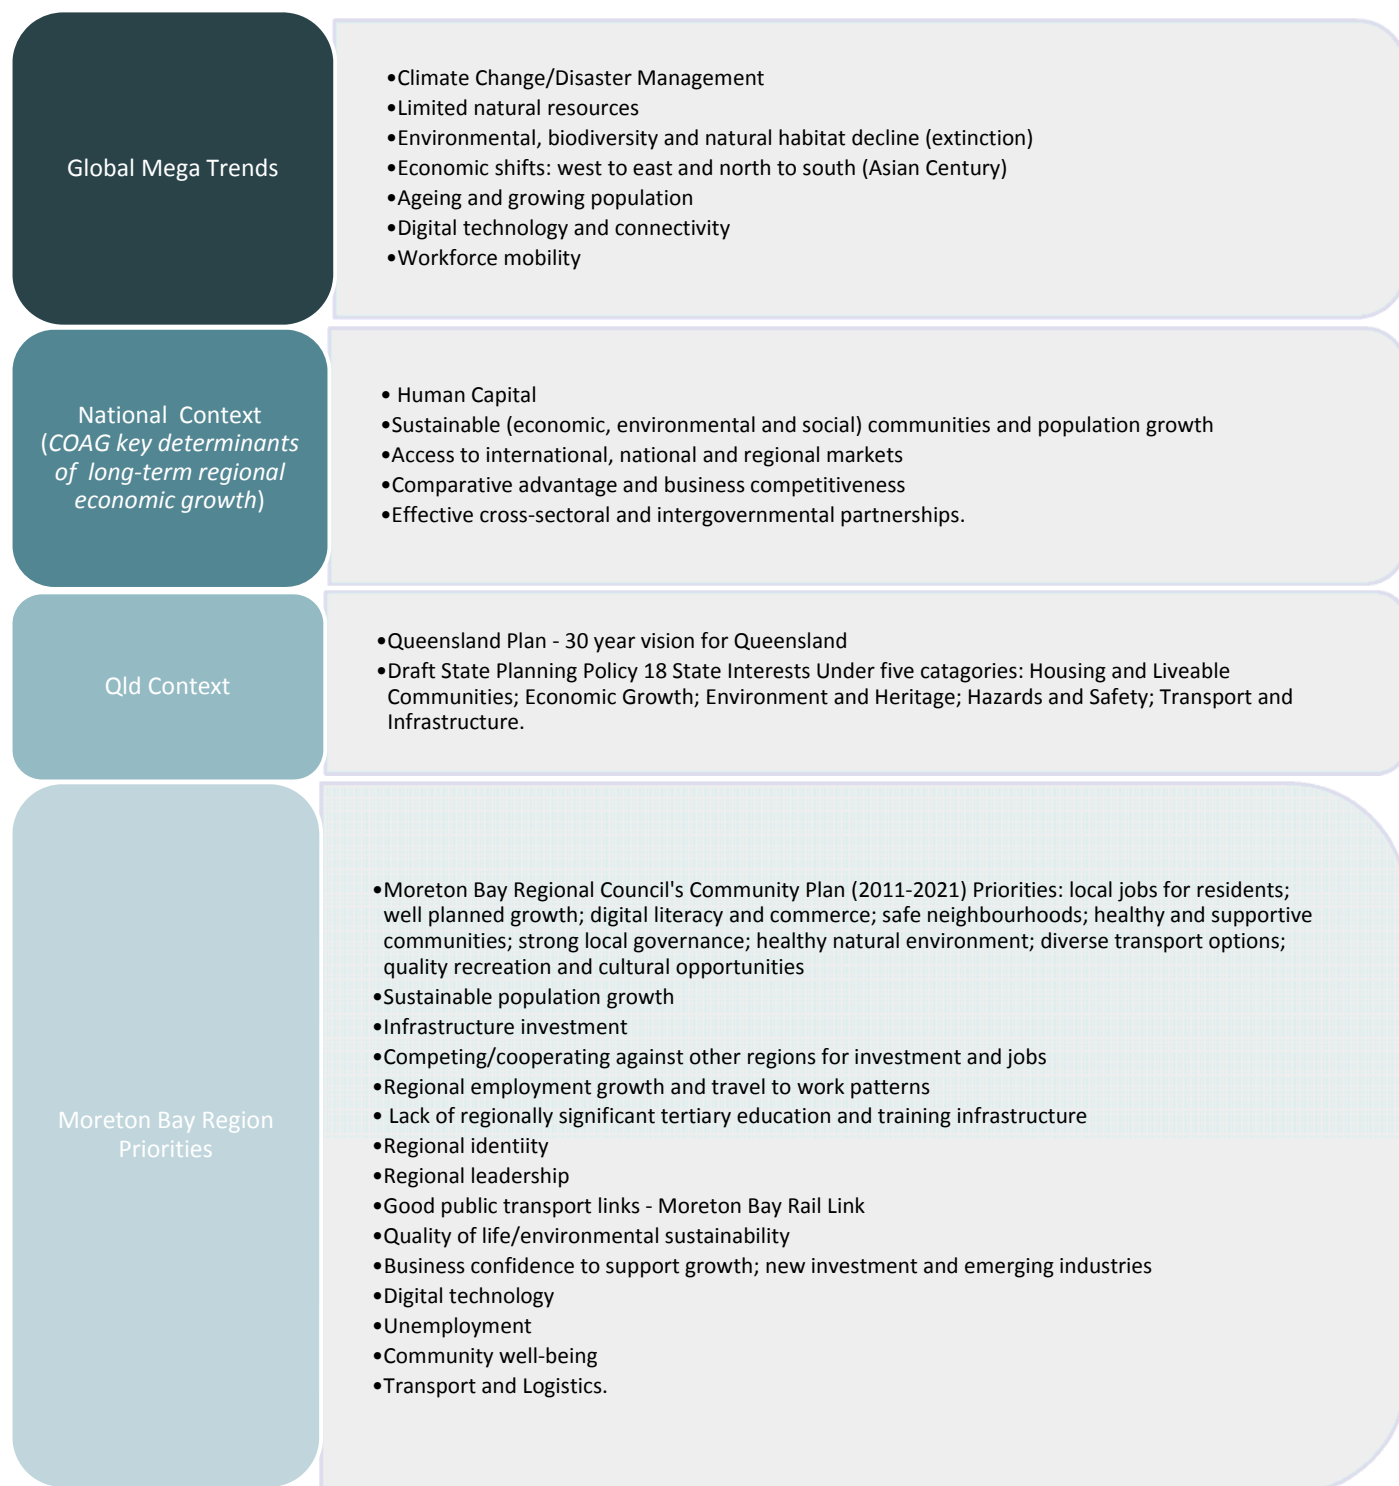 Global Mega Trends
•Climate Change/Disaster Management
•Limited natural resources
•Environmental, biodiversity and natural habitat decline (extinction)
•Economic shifts: west to east and north to south (Asian Century)
•Ageing and growing population
•Digital technology and connectivity
•Workforce mobility
National  Context
(COAG key determinants
of  long-term regional
economic growth)
• Human Capital
•Sustainable (economic, environmental and social) communities and population growth
•Access to international, national and regional markets
•Comparative advantage and business competitiveness
•Effective cross-sectoral and intergovernmental partnerships.
Qld Context
•Queensland Plan - 30 year vision for Queensland
•Draft State Planning Policy 18 State Interests Under five catagories: Housing and Liveable
Communities; Economic Growth; Environment and Heritage; Hazards and Safety; Transport and
Infrastructure.
Moreton Bay Region
Priorities
•Moreton Bay Regional Council's Community Plan (2011-2021) Priorities: local jobs for residents;
well planned growth; digital literacy and commerce; safe neighbourhoods; healthy and supportive
communities; strong local governance; healthy natural environment; diverse transport options;
quality recreation and cultural opportunities
•Sustainable population growth
•Infrastructure investment
•Competing/cooperating against other regions for investment and jobs
•Regional employment growth and travel to work patterns
• Lack of regionally significant tertiary education and training infrastructure
•Regional identiity
•Regional leadership
•Good public transport links - Moreton Bay Rail Link
•Quality of life/environmental sustainability
•Business confidence to support growth; new investment and emerging industries
•Digital technology
•Unemployment
•Community well-being
•Transport and Logistics.